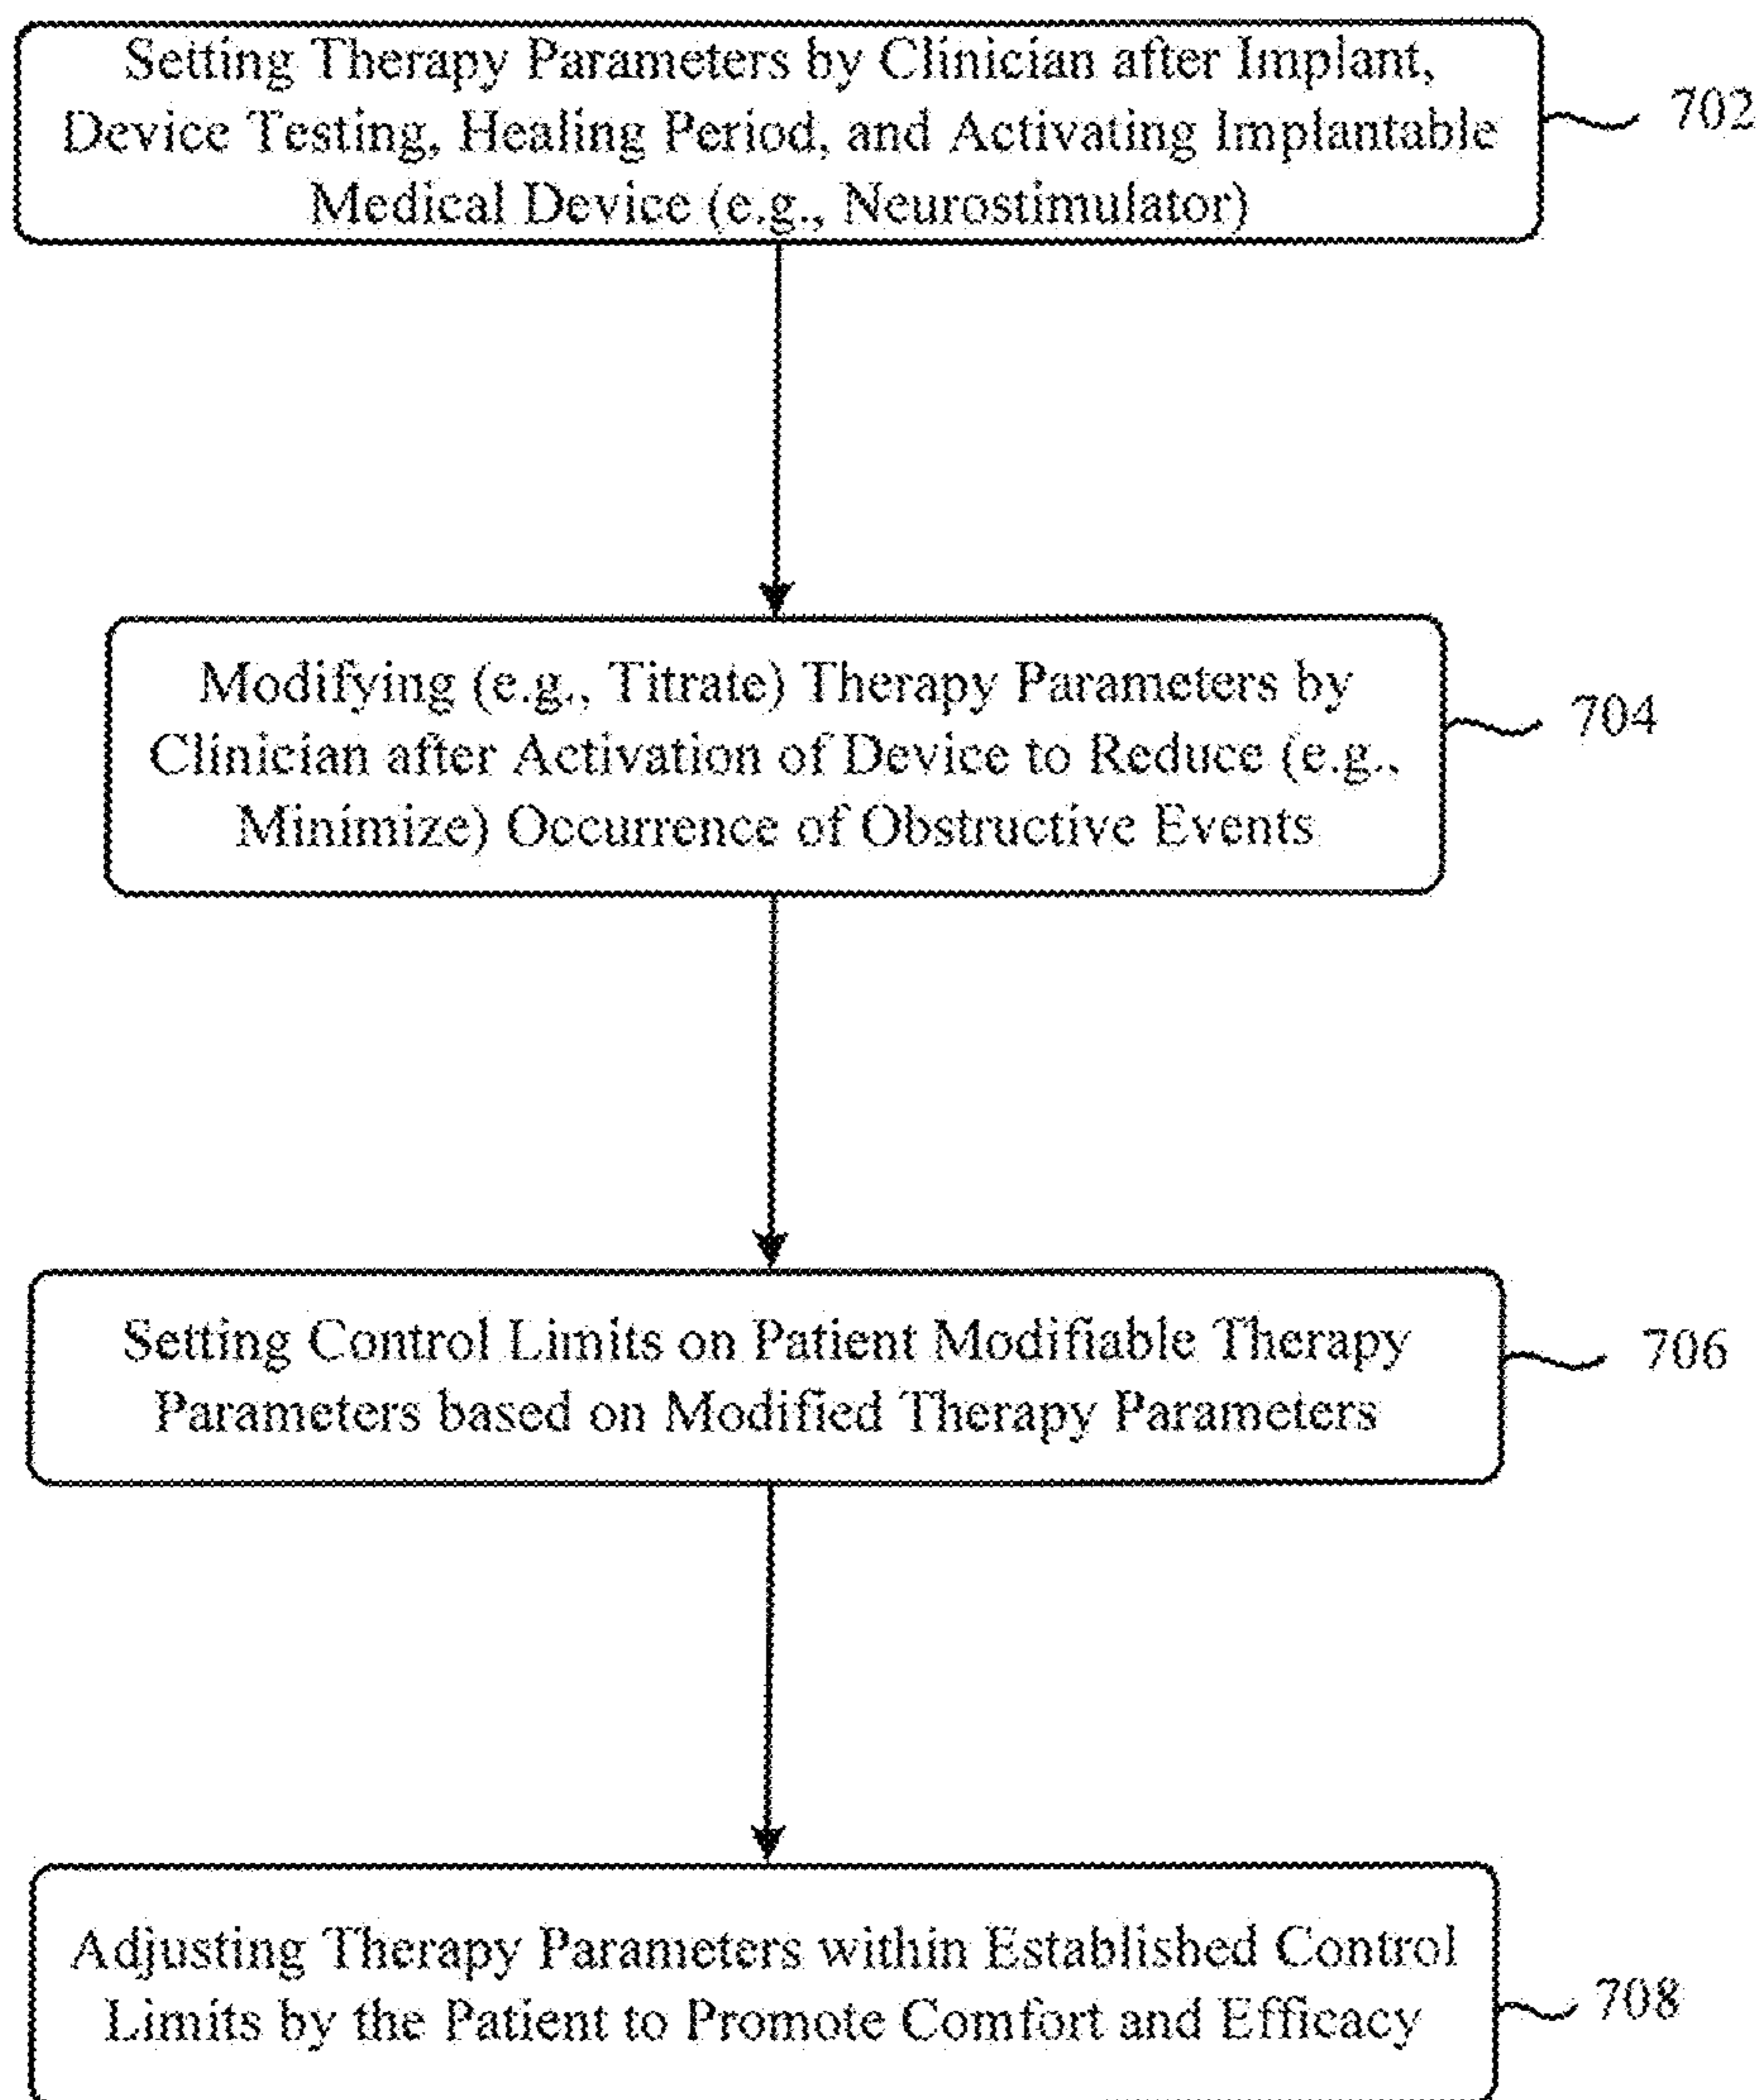 Setting Therapy Parameters by Clinician after Implant,
Device Testing, Healing Period, and Activating Implantable
Medical Device (e.g., Neurostimulator)
702
Modifying (e.g., Titrate) Therapy Parameters by
Clinician after Activation of Device to Reduce (e.g.,
Minimize) Occurrence of Obstructive Events
704
Setting Control Limits on Patient Modifiable Therapy
Parameters based on Modified Therapy Parameters
706
Adjusting Therapy Parameters within Established Control
Limits by the Patient to Promote Comfort and Efficacy
708